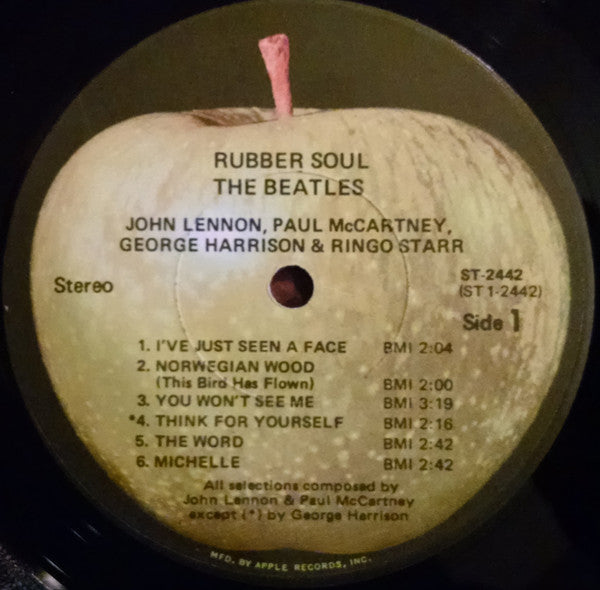 RUBBER SOUL
THE BEATLES
JOHN LENNON, PAUL McCARTNEY,
GEORGE HARRISON & RINGO STARR
Stereo
ST-2442
(ST 1-2442)
Side 1
1. I'VE JUST SEEN A FACE BMI 2:04
2. NORWEGIAN WOOD
(This Bird Has Flown) BMI 2:00
3. YOU WON'T SEE ME BMI 3:19
*4. THINK FOR YOURSELF BMI 2:16
5. THE WORD BMI 2:42
6. MICHELLE BMI 2:42
All selections composed by
John Lennon & Paul McCartney
except (*) by George Harrison
MFD. BY APPLE RECORDS, INC.